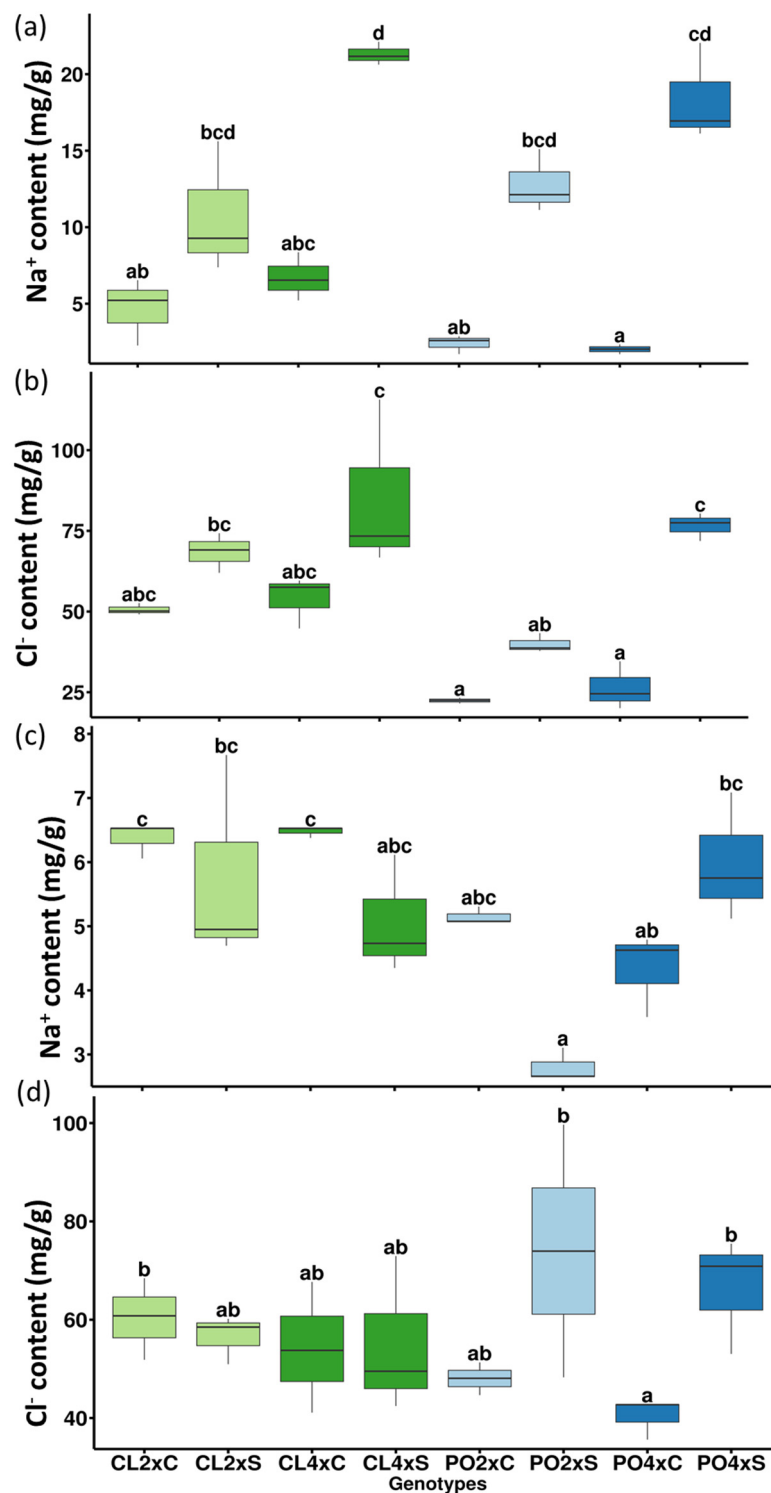 (a)
Na⁺ content (mg/g)
20
15
10
5
ab
bcd
abc
d
ab
bcd
a
cd
(b)
Cl⁻ content (mg/g)
100
75
50
25
abc
bc
abc
c
a
ab
a
c
(c)
Na⁺ content (mg/g)
8
7
6
5
4
3
c
bc
c
abc
abc
a
ab
bc
(d)
Cl⁻ content (mg/g)
100
80
60
40
b
ab
ab
ab
ab
b
a
b
CL2xC CL2xS CL4xC CL4xS PO2xC PO2xS PO4xC PO4xS
Genotypes